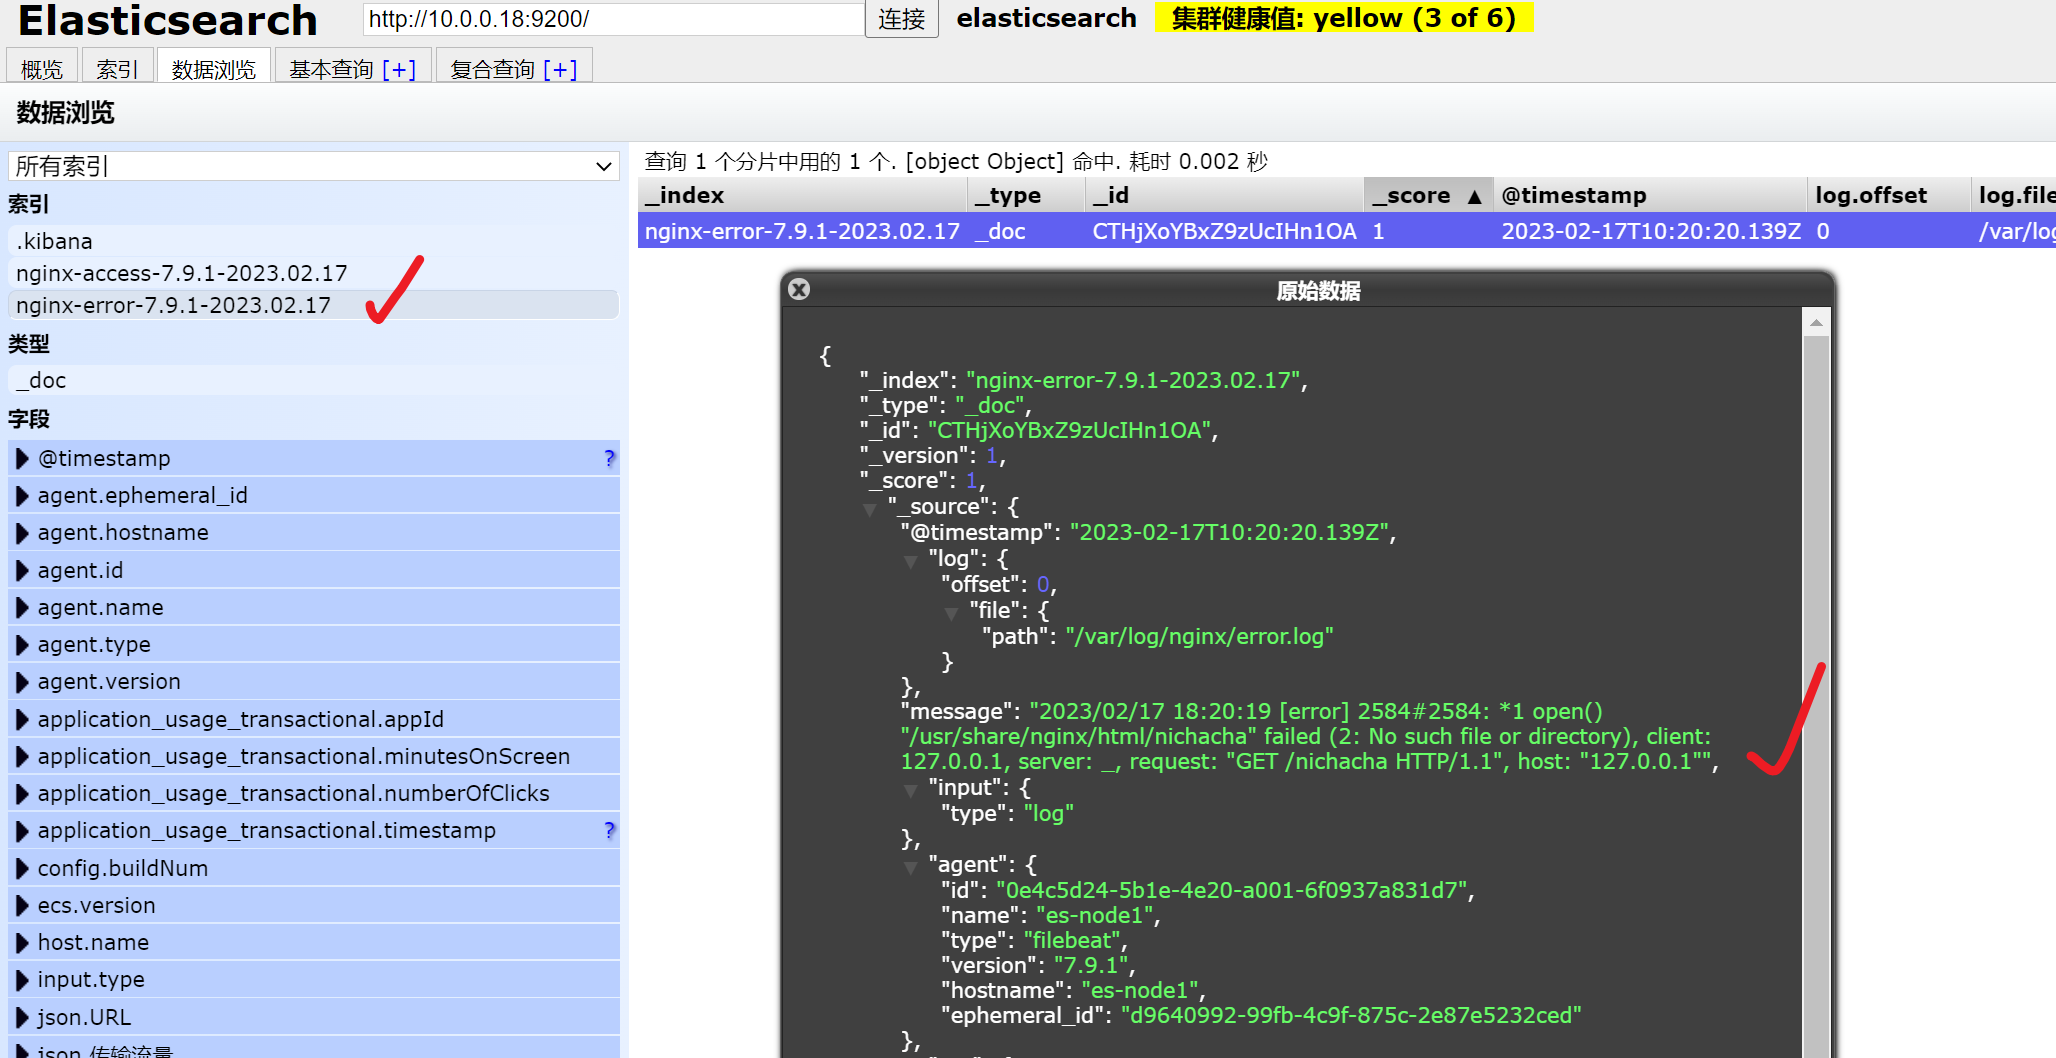 Elasticsearch
http://10.0.0.18:9200/
连接
elasticsearch
集群健康值: yellow (3 of 6)
概览
索引
数据浏览
基本查询 [+]
复合查询 [+]
数据浏览
所有索引
索引
.kibana
nginx-access-7.9.1-2023.02.17
nginx-error-7.9.1-2023.02.17
类型
_doc
字段
@timestamp ?
agent.ephemeral_id
agent.hostname
agent.id
agent.name
agent.type
agent.version
application_usage_transactional.appId
application_usage_transactional.minutesOnScreen
application_usage_transactional.numberOfClicks
application_usage_transactional.timestamp ?
config.buildNum
ecs.version
host.name
input.type
json.URL
json.传输流量
查询 1 个分片中用的 1 个. [object Object] 命中. 耗时 0.002 秒
_index _type _id _score ▲ @timestamp log.offset log.file
nginx-error-7.9.1-2023.02.17 _doc CTHjXoYBxZ9zUcIHn1OA 1 2023-02-17T10:20:20.139Z 0 /var/log
原始数据
{
"_index": "nginx-error-7.9.1-2023.02.17",
"_type": "_doc",
"_id": "CTHjXoYBxZ9zUcIHn1OA",
"_version": 1,
"_score": 1,
"_source": {
"@timestamp": "2023-02-17T10:20:20.139Z",
"log": {
"offset": 0,
"file": {
"path": "/var/log/nginx/error.log"
}
},
"message": "2023/02/17 18:20:19 [error] 2584#2584: *1 open()
"/usr/share/nginx/html/nichacha" failed (2: No such file or directory), client:
127.0.0.1, server: _, request: "GET /nichacha HTTP/1.1", host: "127.0.0.1"",
"input": {
"type": "log"
},
"agent": {
"id": "0e4c5d24-5b1e-4e20-a001-6f0937a831d7",
"name": "es-node1",
"type": "filebeat",
"version": "7.9.1",
"hostname": "es-node1",
"ephemeral_id": "d9640992-99fb-4c9f-875c-2e87e5232ced"
},